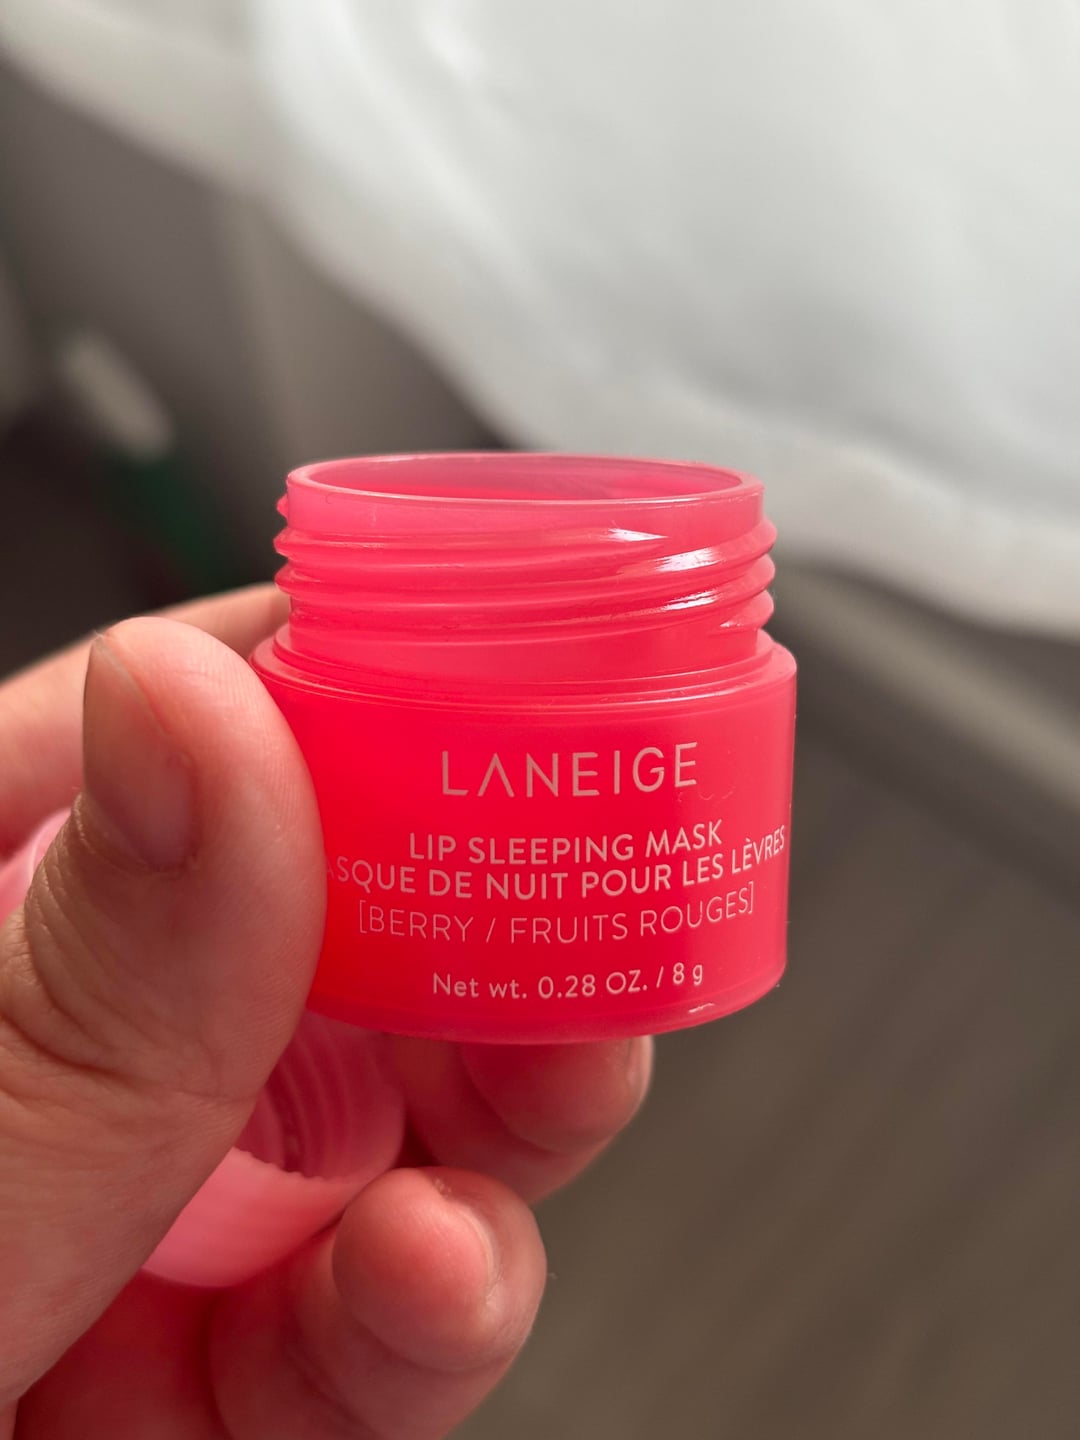 LANEIGE
LIP SLEEPING MASK
ASQUE DE NUIT POUR LES LÈVRES
[BERRY / FRUITS ROUGES]
Net wt. 0.28 OZ. / 8 g